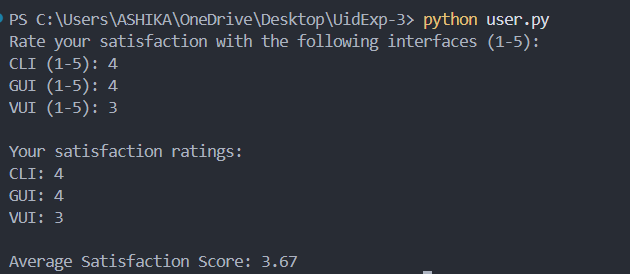 PS C:\Users\ASHIKA\OneDrive\Desktop\UidExp-3> python user.py
Rate your satisfaction with the following interfaces (1-5):
CLI (1-5): 4
GUI (1-5): 4
VUI (1-5): 3

Your satisfaction ratings:
CLI: 4
GUI: 4
VUI: 3

Average Satisfaction Score: 3.67